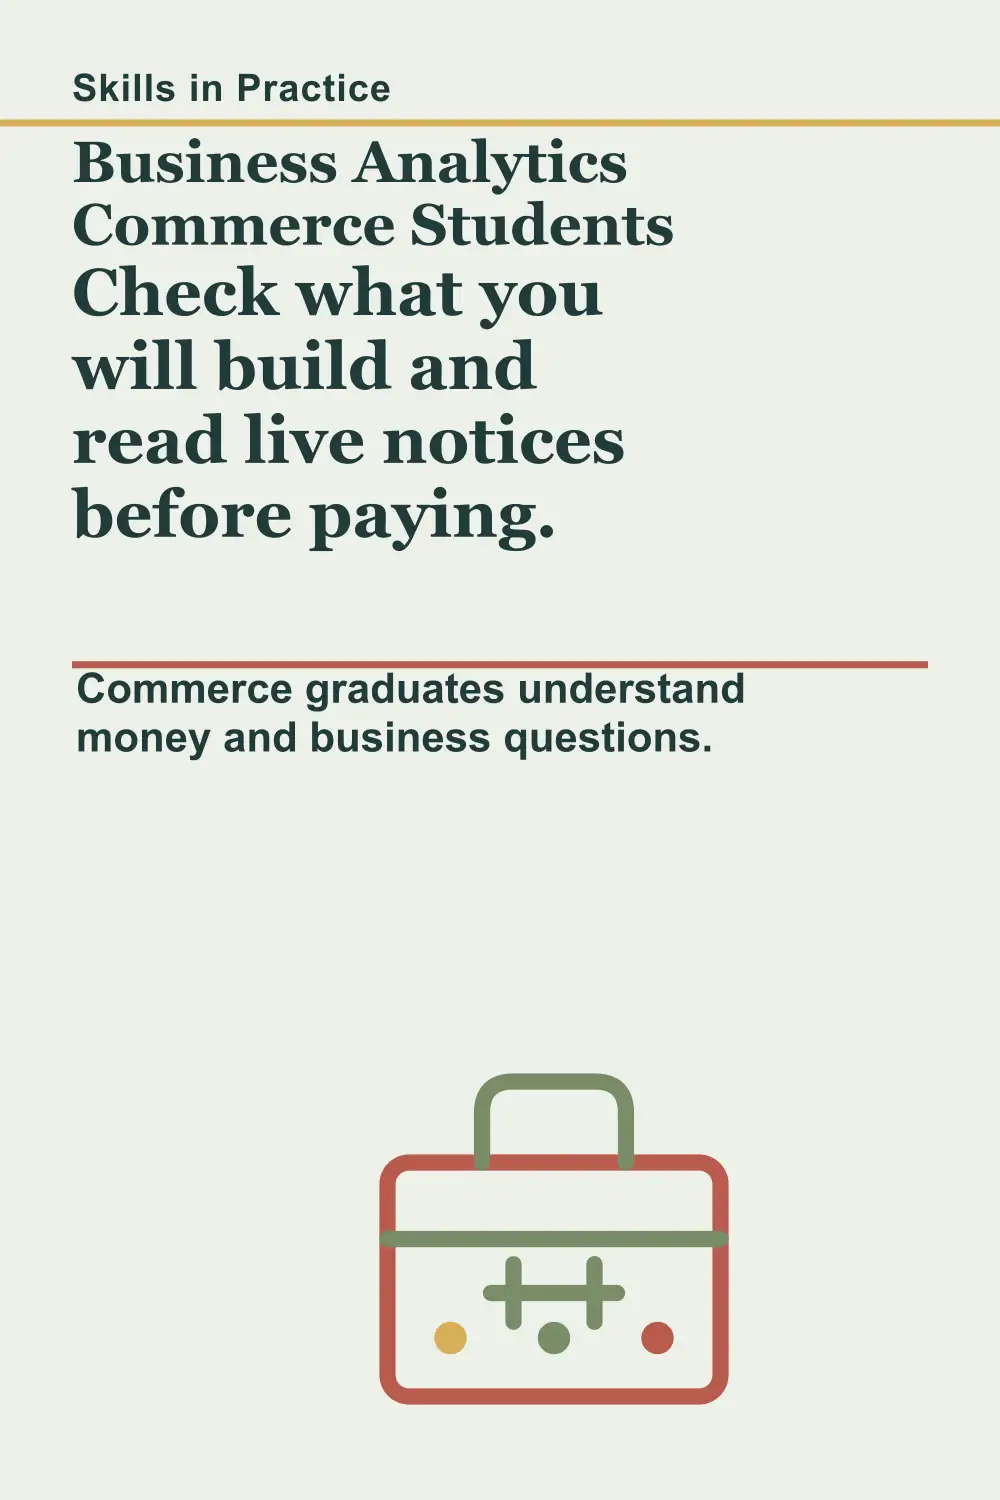 Skills in Practice
Business Analytics
Commerce Students
Check what you
will build and
read live notices
before paying.
Commerce graduates understand
money and business questions.